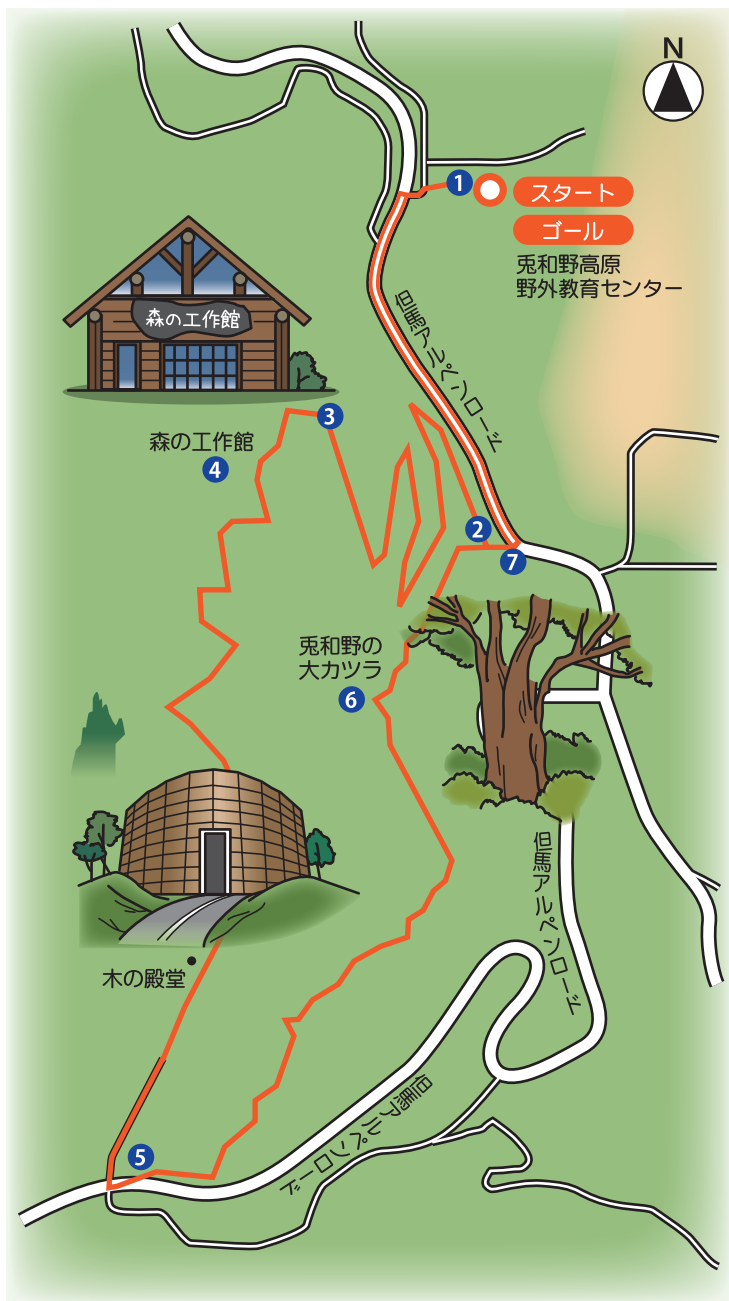 N
1
スタート
ゴール
兎和野高原
野外教育センター
但馬アルペンロード
森の工作館
3
森の工作館
4
2
7
兎和野の
大カツラ
6
但馬アルペンロード
木の殿堂
但馬アルペンロード
5